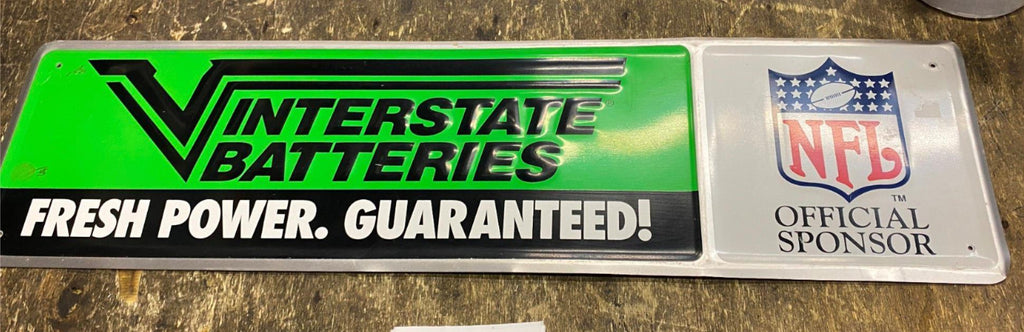 INTERSTATE
BATTERIES
FRESH POWER. GUARANTEED!
NFL
TM
OFFICIAL
SPONSOR